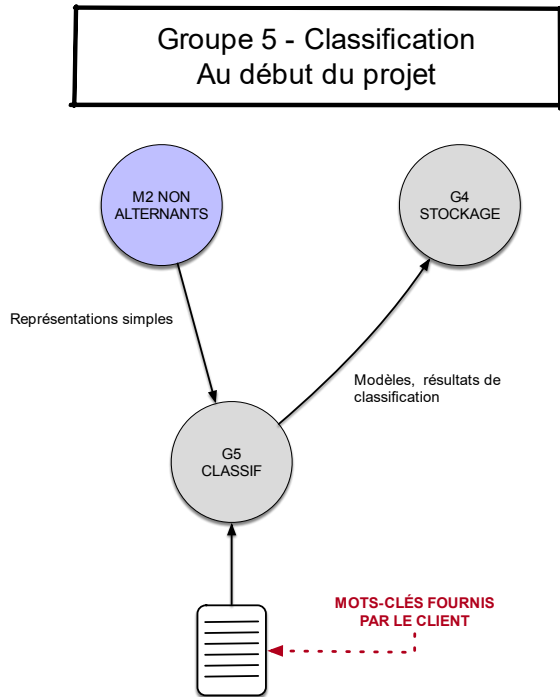 Groupe 5 - Classification
Au début du projet
M2 NON
ALTERNANTS
G4
STOCKAGE
Représentations simples
Modèles, résultats de
classification
G5
CLASSIF
MOTS-CLÉS FOURNIS
PAR LE CLIENT